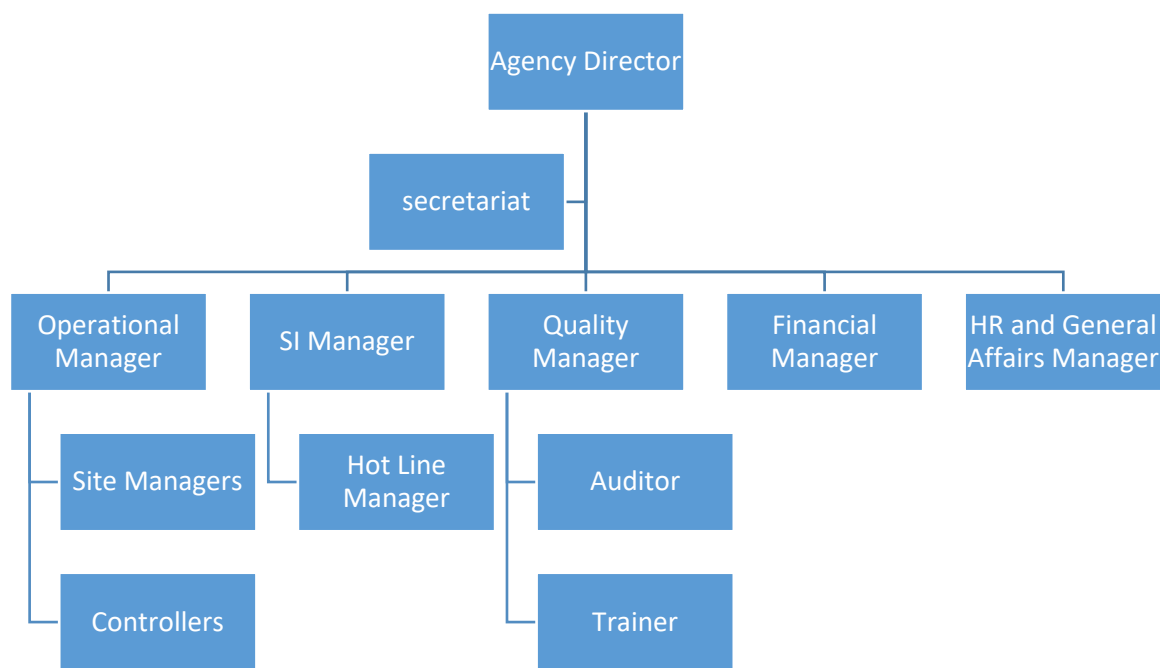 Agency Director
secretariat
Operational
Manager
SI Manager
Quality
Manager
Financial
Manager
HR and General
Affairs Manager
Site Managers
Hot Line
Manager
Auditor
Controllers
Trainer